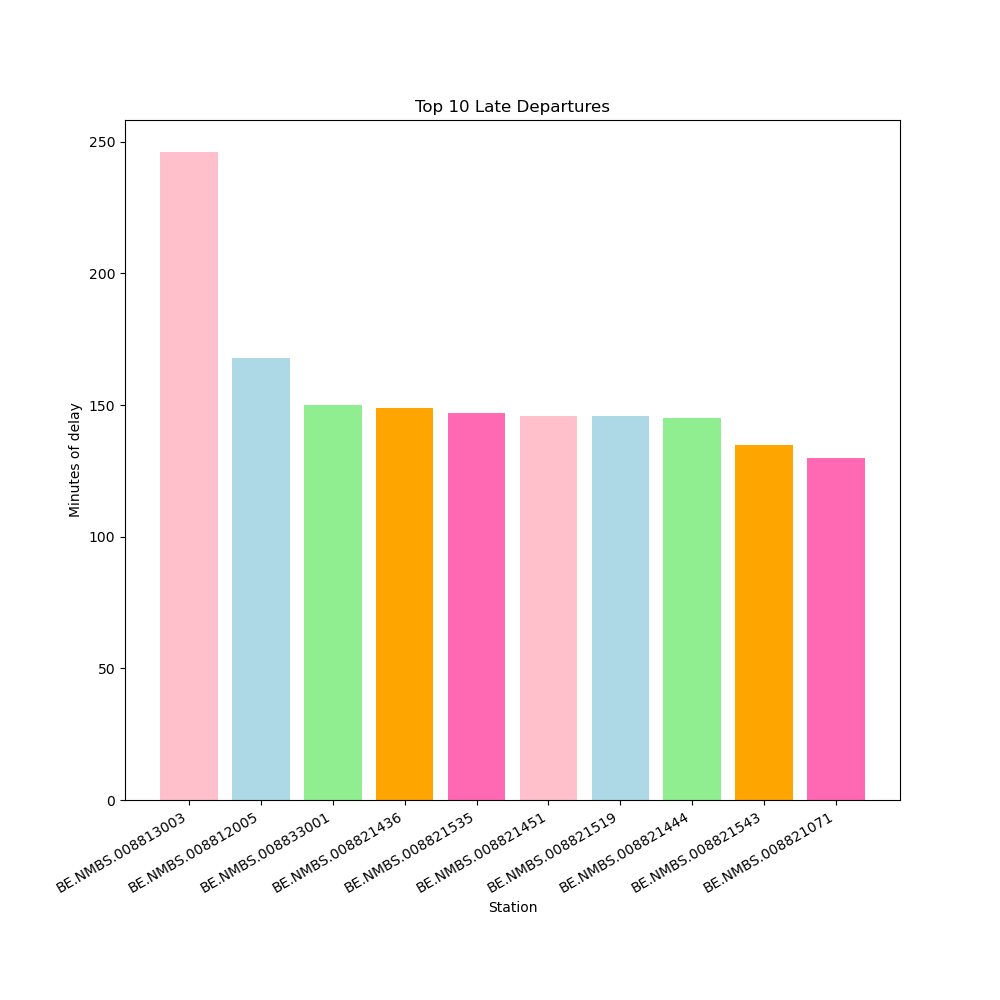 Top 10 Late Departures
Minutes of delay
250
200
150
100
50
0
BE.NMBS.008813003
BE.NMBS.008812005
BE.NMBS.008833001
BE.NMBS.008821436
BE.NMBS.008821535
BE.NMBS.008821451
BE.NMBS.008821519
BE.NMBS.008821444
BE.NMBS.008821543
BE.NMBS.008821071
Station